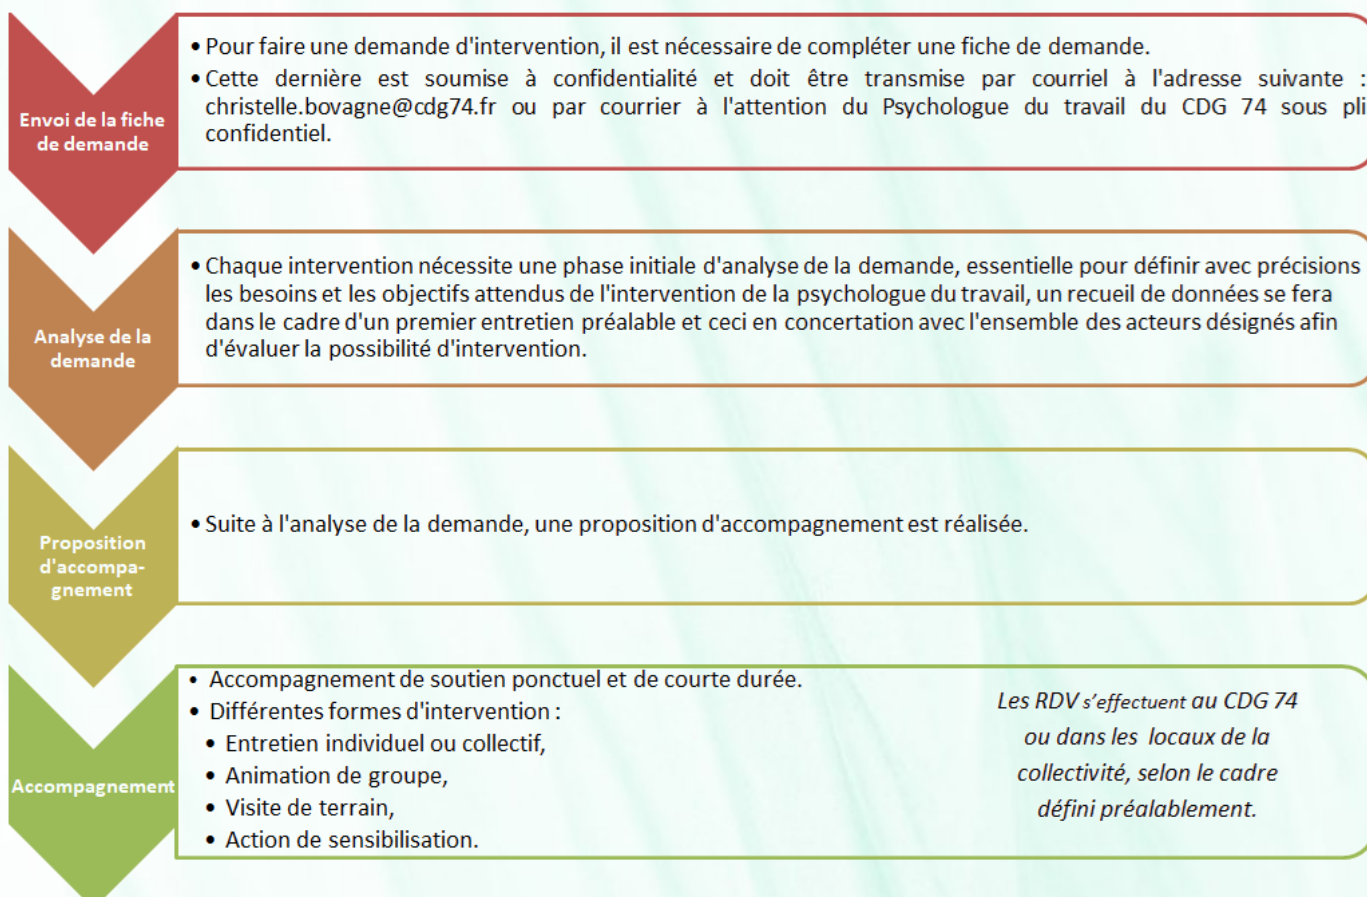 Envoi de la fiche
de demande
• Pour faire une demande d'intervention, il est nécessaire de compléter une fiche de demande.
• Cette dernière est soumise à confidentialité et doit être transmise par courriel à l'adresse suivante :
christelle.bovagne@cdg74.fr ou par courrier à l'attention du Psychologue du travail du CDG 74 sous pli
confidentiel.
Analyse de la
demande
• Chaque intervention nécessite une phase initiale d'analyse de la demande, essentielle pour définir avec précisions
les besoins et les objectifs attendus de l'intervention de la psychologue du travail, un recueil de données se fera
dans le cadre d'un premier entretien préalable et ceci en concertation avec l'ensemble des acteurs désignés afin
d'évaluer la possibilité d'intervention.
Proposition
d'accompa-
gnement
• Suite à l'analyse de la demande, une proposition d'accompagnement est réalisée.
Accompagnement
• Accompagnement de soutien ponctuel et de courte durée.
• Différentes formes d'intervention :
• Entretien individuel ou collectif,
• Animation de groupe,
• Visite de terrain,
• Action de sensibilisation.
Les RDV s'effectuent au CDG 74
ou dans les locaux de la
collectivité, selon le cadre
défini préalablement.